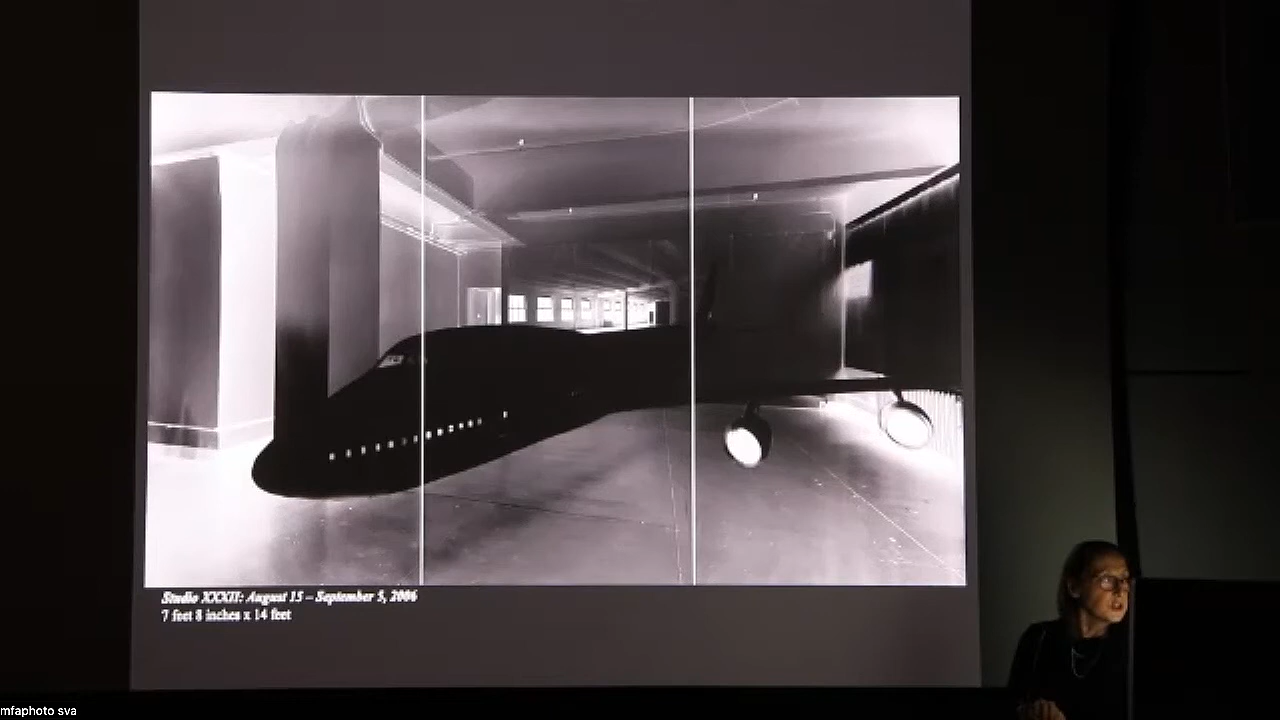 Studio XXXII: August 15 – September 5, 2006
7 feet 8 inches x 14 feet
mfaphoto sva